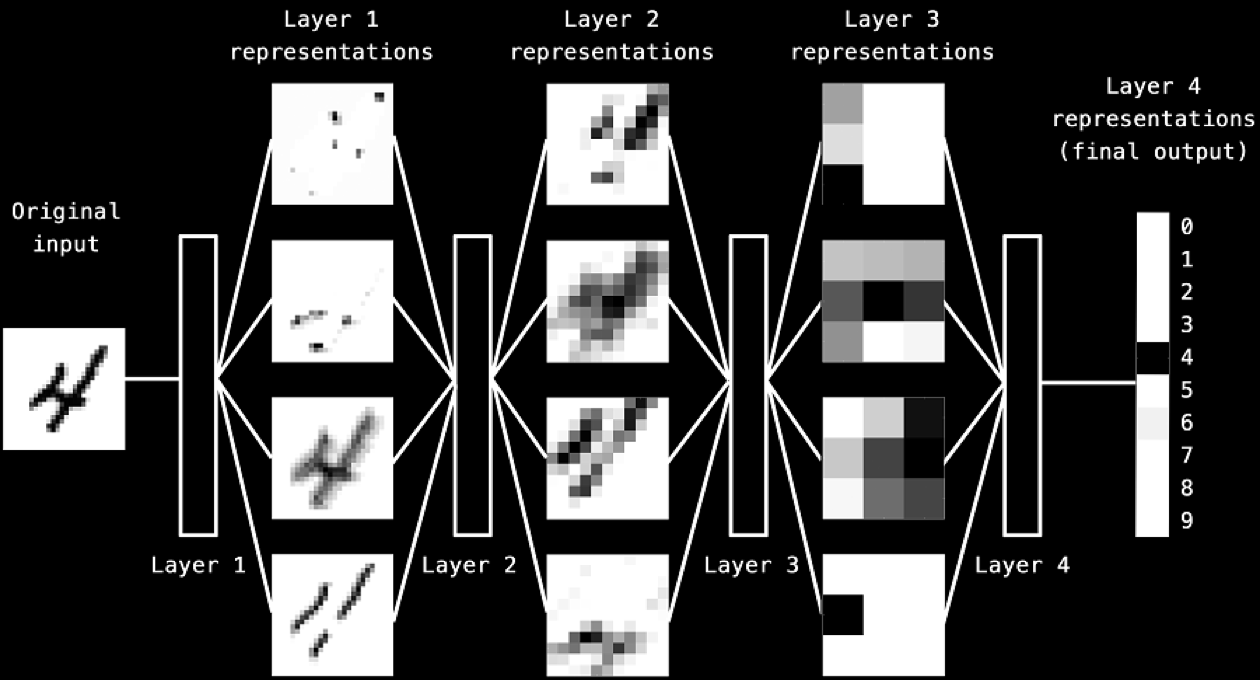 Layer 1
representations
Layer 2
representations
Layer 3
representations
Layer 4
representations
(final output)
Original
input
0
1
2
3
4
5
6
7
8
9
Layer 1
Layer 2
Layer 3
Layer 4